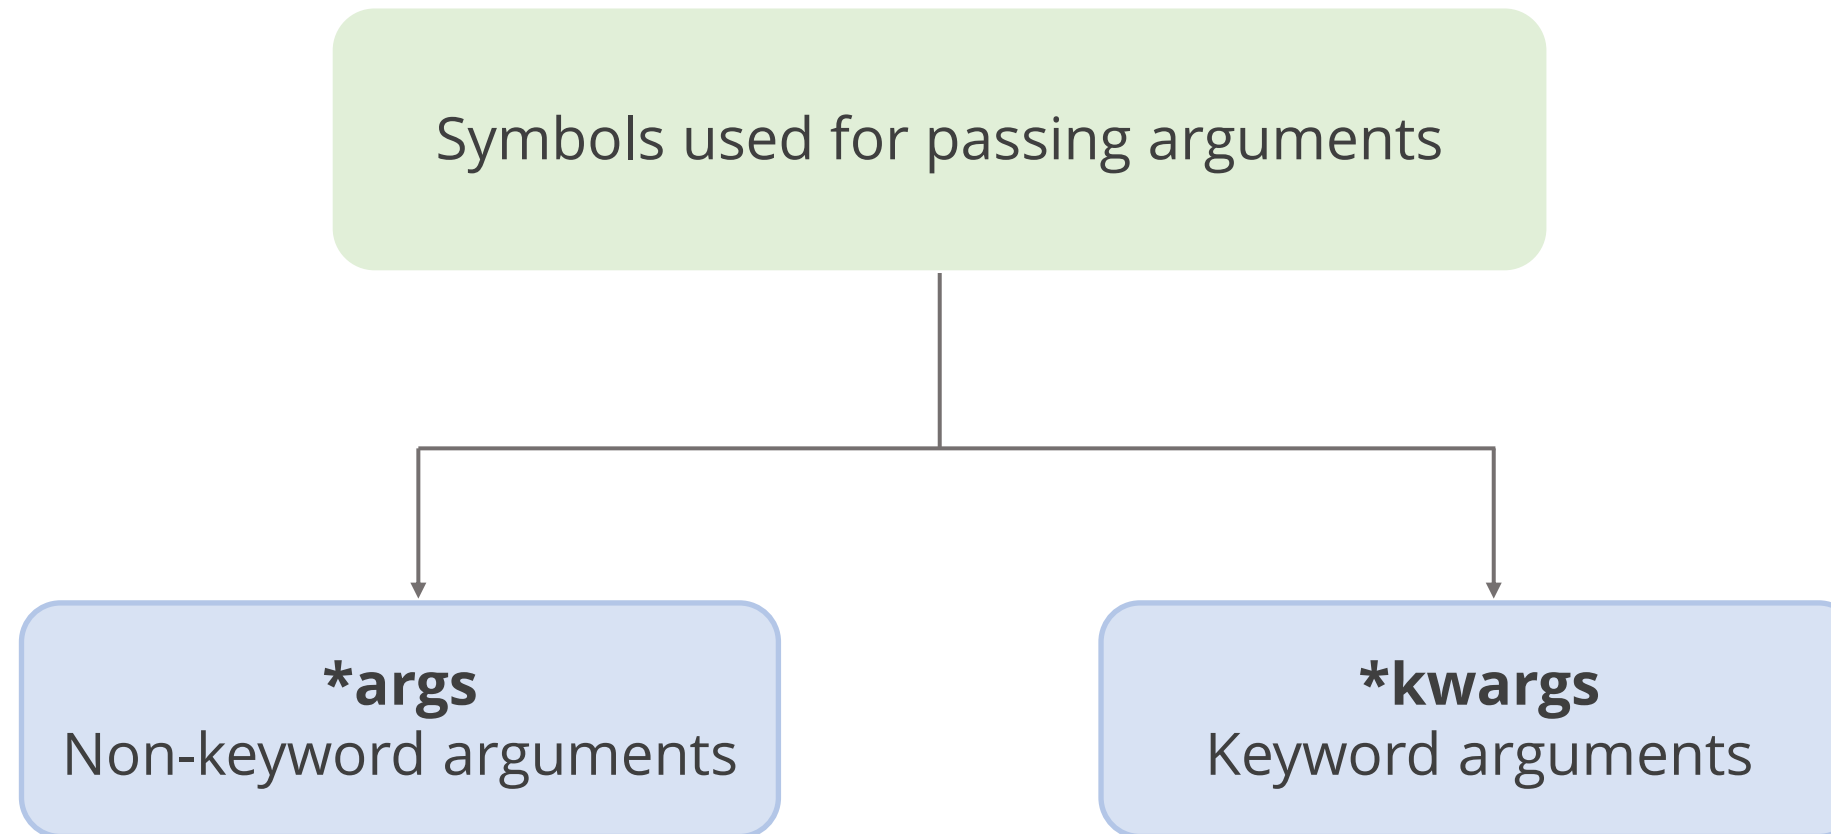 Symbols used for passing arguments
*args
Non-keyword arguments
*kwargs
Keyword arguments